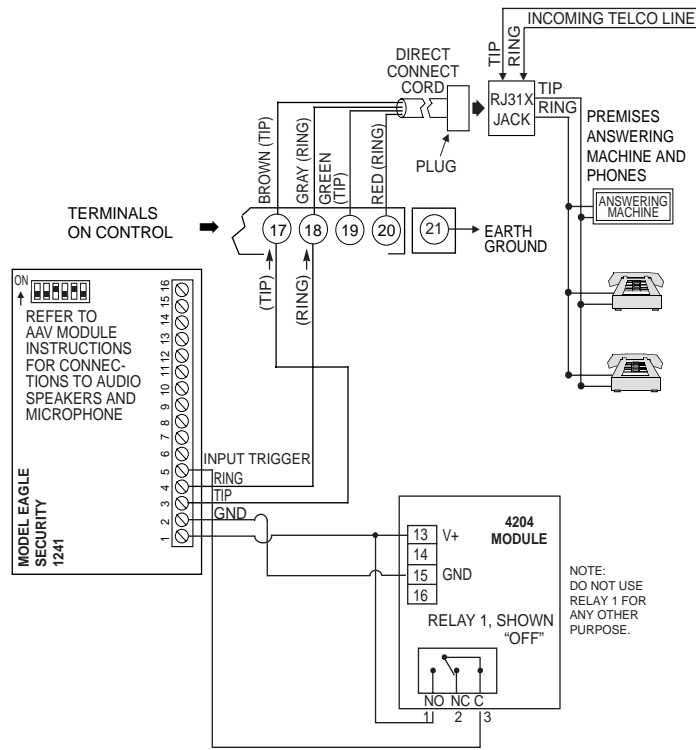 INCOMING TELCO LINE
TIP
RING
DIRECT
CONNECT
CORD
RJ31X
JACK
TIP
RING
PLUG
PREMISES
ANSWERING
MACHINE AND
PHONES
ANSWERING
MACHINE
BROWN (TIP)
GRAY (RING)
GREEN
(TIP)
RED (RING)
TERMINALS
ON CONTROL
17
18
19
20
21
EARTH
GROUND
(TIP)
(RING)
ON
REFER TO
AAV MODULE
INSTRUCTIONS
FOR CONNEC-
TIONS TO AUDIO
SPEAKERS AND
MICROPHONE
MODEL EAGLE
SECURITY
1241
16
15
14
13
12
11
10
9
8
7
6
5
4
3
2
1
INPUT TRIGGER
RING
TIP
GND
4204
MODULE
13 V+
14
15 GND
16
RELAY 1, SHOWN
“OFF”
NO NC C
1 2 3
NOTE:
DO NOT USE
RELAY 1 FOR
ANY OTHER
PURPOSE.